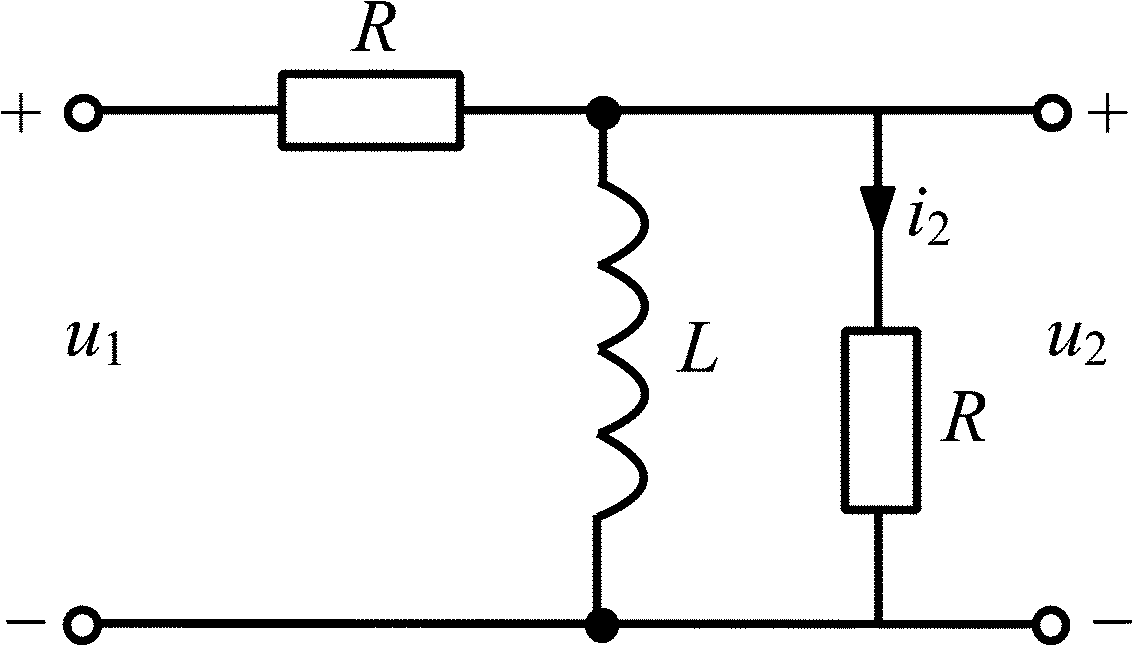 R
+ +
i₂
u₁ L u₂
R
− −